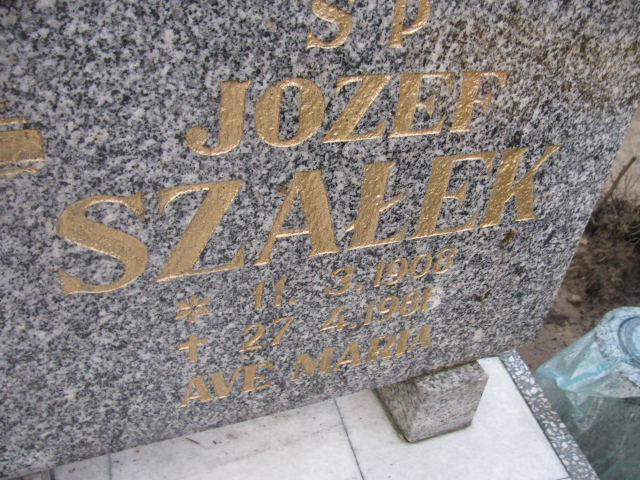 S P
JOZEF
SZAŁEK
* 11. 3.1908
+ 27 4.1981
AVE MARIA